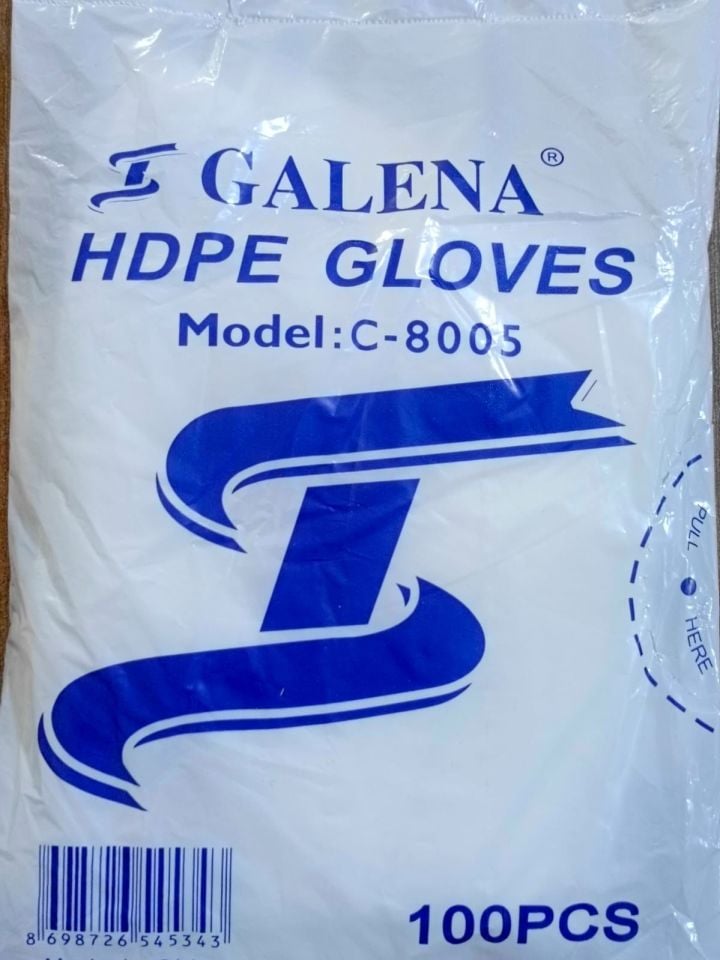 GALENA ®
HDPE GLOVES
Model:C-8005
PULL
HERE
8 698726 545343
100PCS